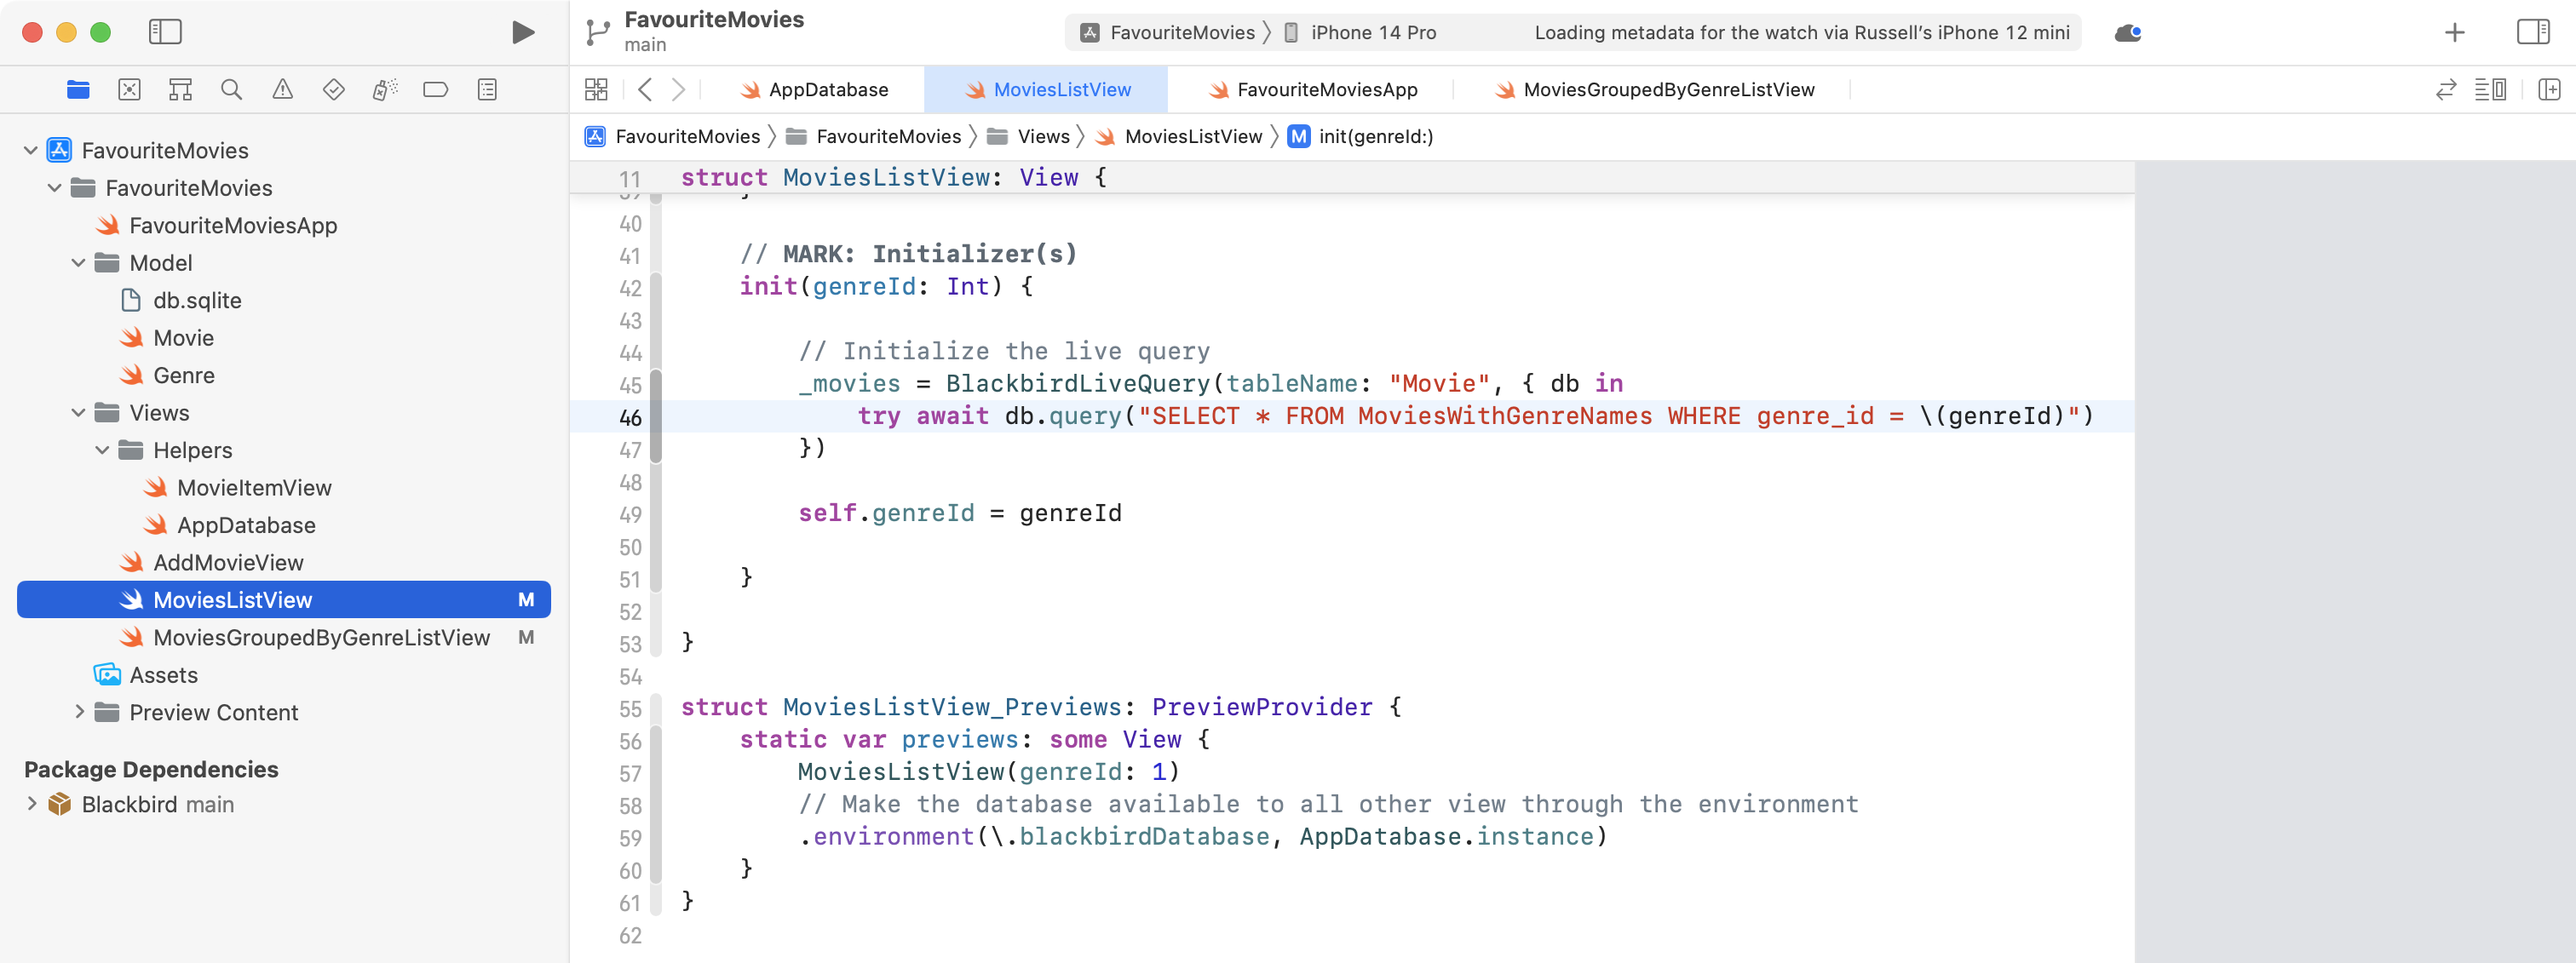 FavouriteMovies
main
FavouriteMovies 〉 iPhone 14 Pro
Loading metadata for the watch via Russell's iPhone 12 mini
AppDatabase
MoviesListView
FavouriteMoviesApp
MoviesGroupedByGenreListView
FavouriteMovies 〉 FavouriteMovies 〉 Views 〉 MoviesListView 〉 M init(genreId:)
FavouriteMovies
FavouriteMovies
FavouriteMoviesApp
Model
db.sqlite
Movie
Genre
Views
Helpers
MovieItemView
AppDatabase
AddMovieView
MoviesListView M
MoviesGroupedByGenreListView M
Assets
Preview Content
Package Dependencies
Blackbird main
11 struct MoviesListView: View {
39 }
40
41 // MARK: Initializer(s)
42 init(genreId: Int) {
43
44 // Initialize the live query
45 _movies = BlackbirdLiveQuery(tableName: "Movie", { db in
46 try await db.query("SELECT * FROM MoviesWithGenreNames WHERE genre_id = \(genreId)")
47 })
48
49 self.genreId = genreId
50
51 }
52
53 }
54
55 struct MoviesListView_Previews: PreviewProvider {
56 static var previews: some View {
57 MoviesListView(genreId: 1)
58 // Make the database available to all other view through the environment
59 .environment(\.blackbirdDatabase, AppDatabase.instance)
60 }
61 }
62